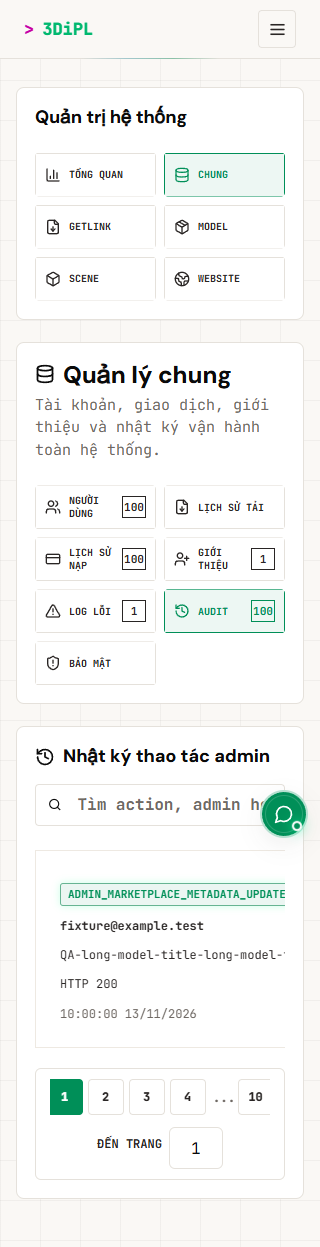 > 3DiPL
Quản trị hệ thống
TỔNG QUAN
CHUNG
GETLINK
MODEL
SCENE
WEBSITE
Quản lý chung
Tài khoản, giao dịch, giới
thiệu và nhật ký vận hành
toàn hệ thống.
NGƯỜI
DÙNG
100
LỊCH SỬ TẢI
LỊCH SỬ
NẠP
100
GIỚI
THIỆU
1
LOG LỖI
1
AUDIT
100
BẢO MẬT
Nhật ký thao tác admin
Tìm action, admin h
ADMIN_MARKETPLACE_METADATA_UPDATE
fixture@example.test
QA-long-model-title-long-model-
HTTP 200
10:00:00 13/11/2026
1 2 3 4 ... 10
ĐẾN TRANG 1